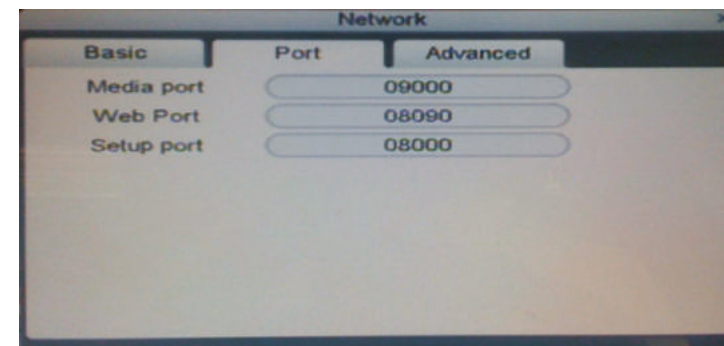 Network
Basic Port Advanced
Media port 09000
Web Port 08090
Setup port 08000